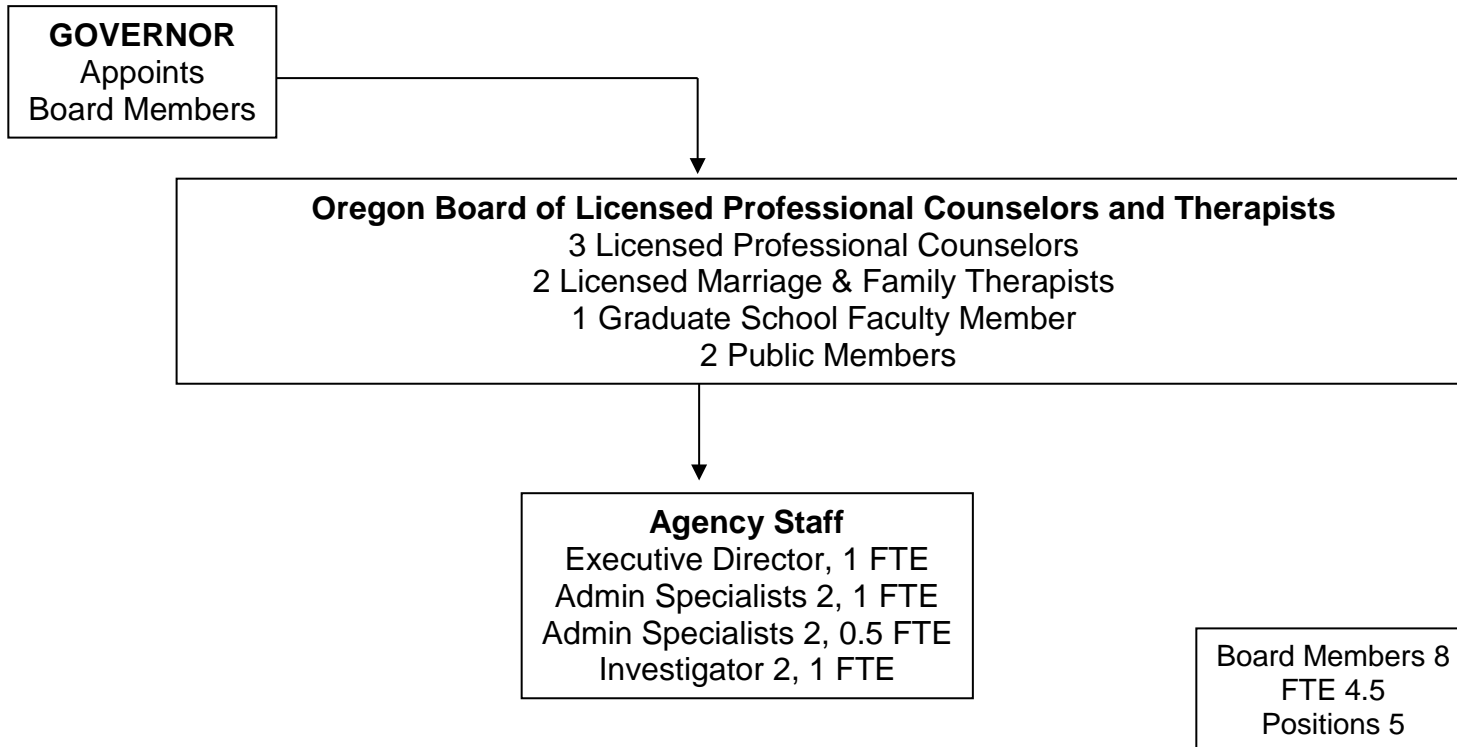 GOVERNOR
Appoints
Board Members
Oregon Board of Licensed Professional Counselors and Therapists
3 Licensed Professional Counselors
2 Licensed Marriage & Family Therapists
1 Graduate School Faculty Member
2 Public Members
Agency Staff
Executive Director, 1 FTE
Admin Specialists 2, 1 FTE
Admin Specialists 2, 0.5 FTE
Investigator 2, 1 FTE
Board Members 8
FTE 4.5
Positions 5